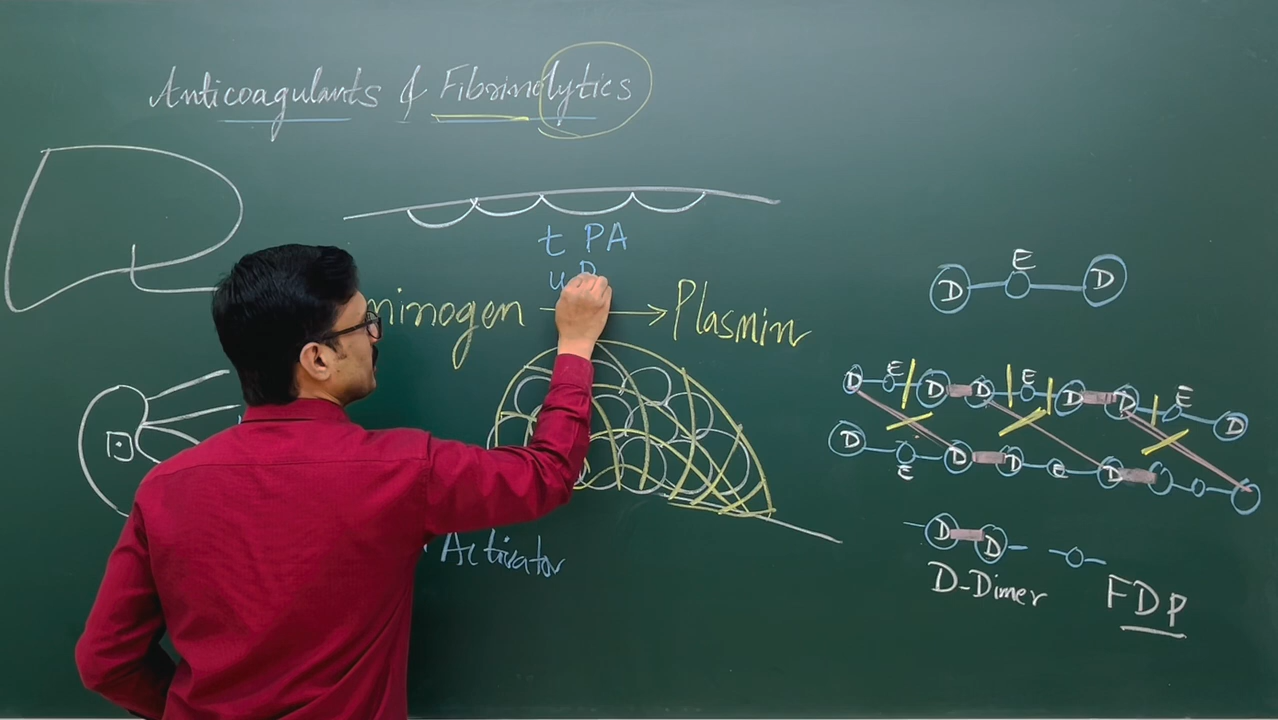 Anticoagulants & Fibrinolytics
t PA
u P
minogen → Plasmin
Activator
E
D D
D E D D E D D E D
D E D D E D
D D
D-Dimer
FDP